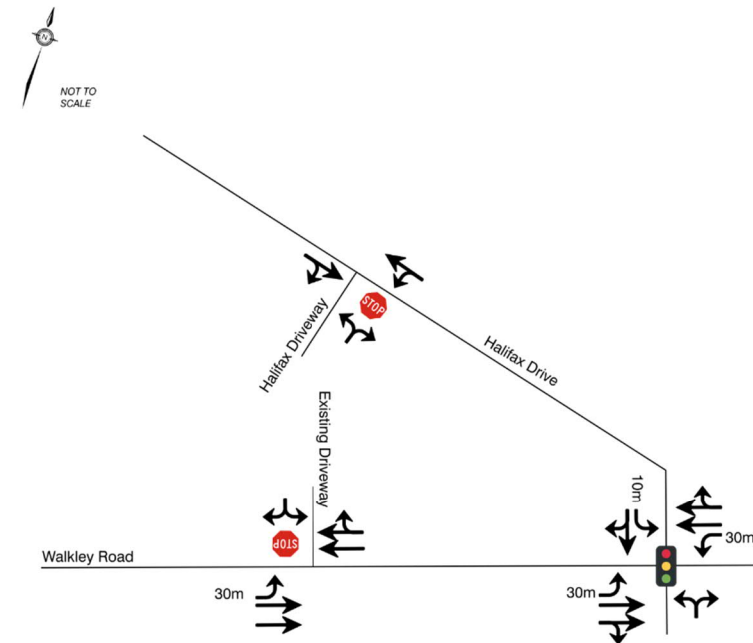 N
NOT TO
SCALE
STOP
Halifax Driveway
Halifax Drive
Existing Driveway
10m
STOP
30m
Walkley Road
30m
30m